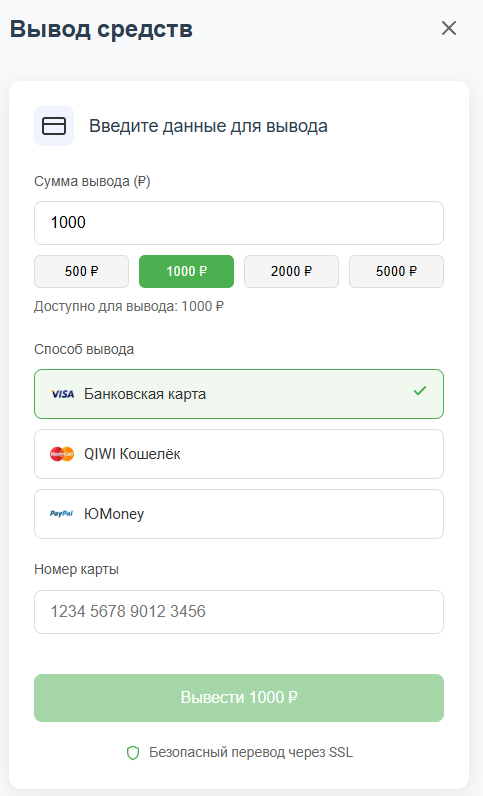 Вывод средств
Введите данные для вывода
Сумма вывода (₽)
1000
500 ₽ 1000 ₽ 2000 ₽ 5000 ₽
Доступно для вывода: 1000 ₽
Способ вывода
VISA Банковская карта
MasterCard QIWI Кошелёк
PayPal ЮMoney
Номер карты
1234 5678 9012 3456
Вывести 1000 ₽
Безопасный перевод через SSL